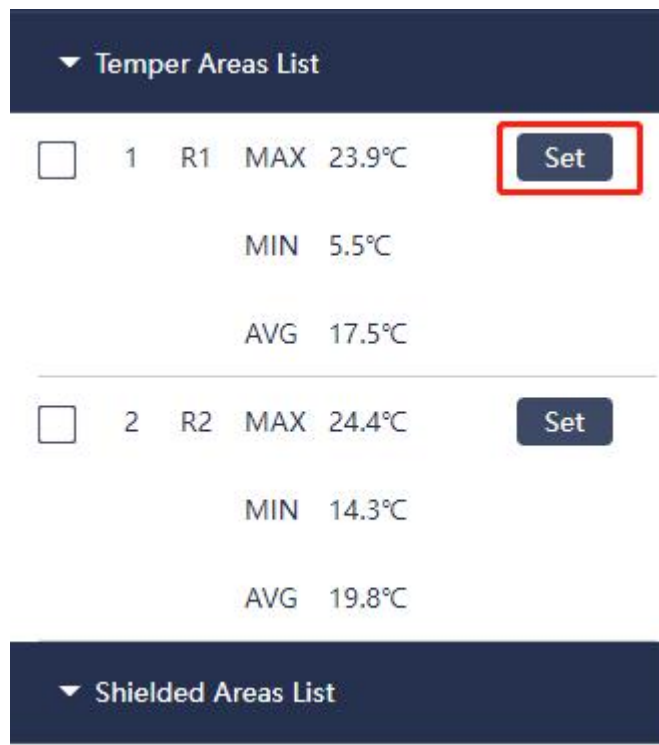 Temper Areas List
1 R1 MAX 23.9℃ Set
MIN 5.5℃
AVG 17.5℃
2 R2 MAX 24.4℃ Set
MIN 14.3℃
AVG 19.8℃
Shielded Areas List